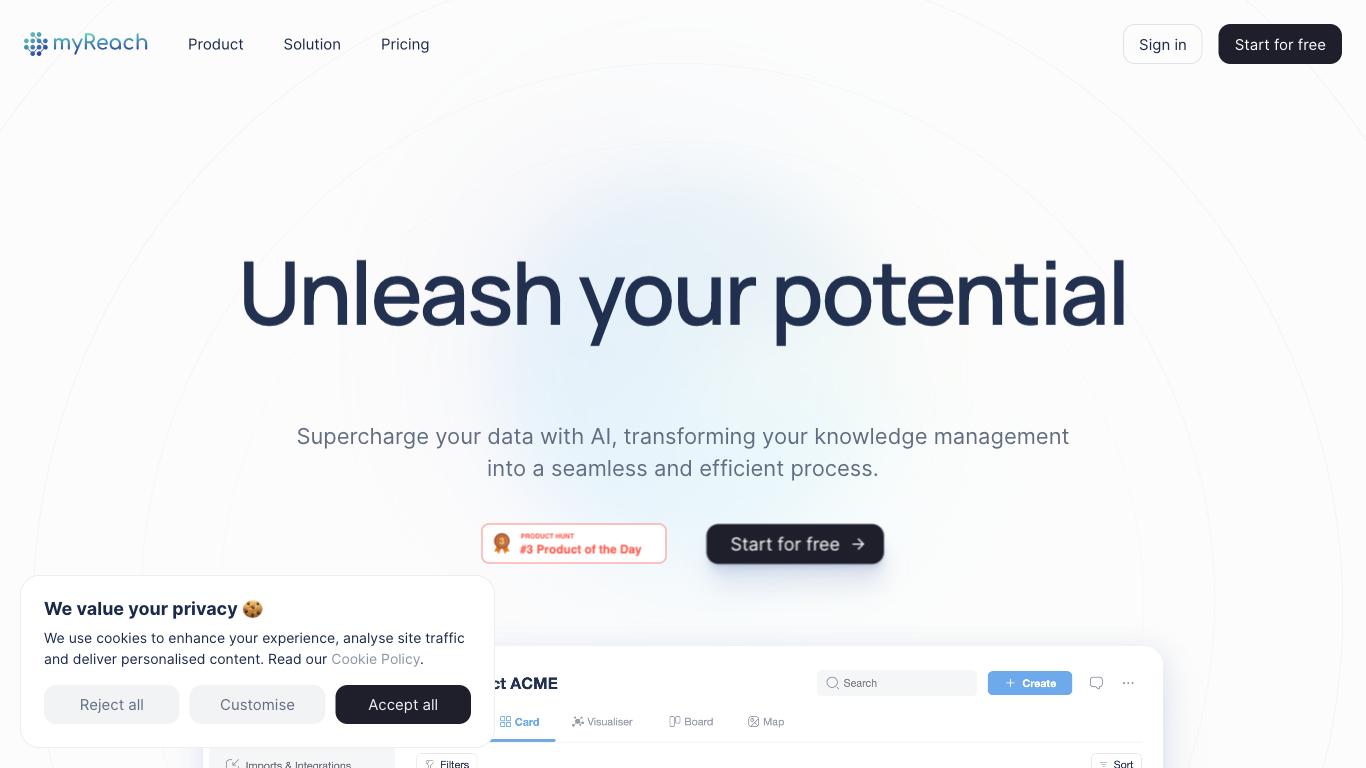 myReach
Product
Solution
Pricing
Sign in
Start for free
Unleash your potential
Supercharge your data with AI, transforming your knowledge management
into a seamless and efficient process.
3
PRODUCT HUNT
#3 Product of the Day
Start for free
We value your privacy
We use cookies to enhance your experience, analyse site traffic
and deliver personalised content. Read our Cookie Policy.
Reject all
Customise
Accept all
ACME
Search
Create
Card
Visualiser
Board
Map
Imports & Integrations
Filters
Sort